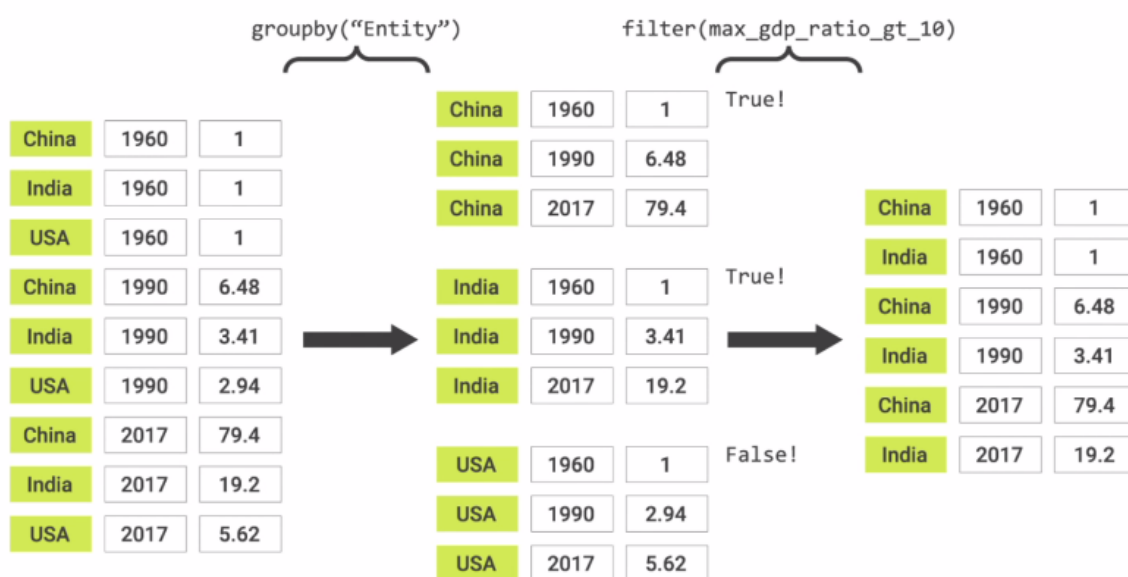 groupby(“Entity”)
filter(max_gdp_ratio_gt_10)
China 1960 1
India 1960 1
USA 1960 1
China 1990 6.48
India 1990 3.41
USA 1990 2.94
China 2017 79.4
India 2017 19.2
USA 2017 5.62
China 1960 1 True!
China 1990 6.48
China 2017 79.4
India 1960 1 True!
India 1990 3.41
India 2017 19.2
USA 1960 1 False!
USA 1990 2.94
USA 2017 5.62
China 1960 1
India 1960 1
China 1990 6.48
India 1990 3.41
China 2017 79.4
India 2017 19.2